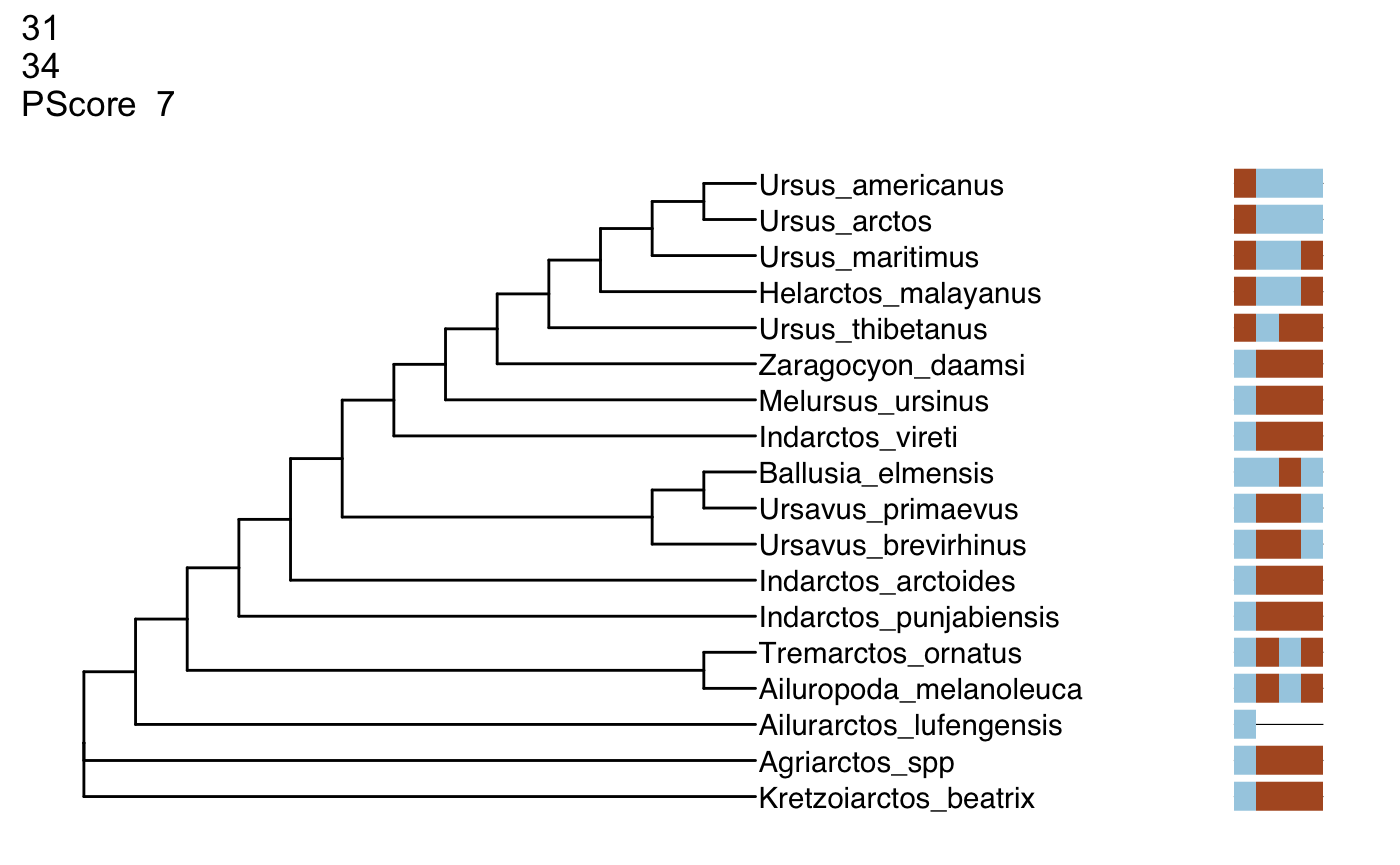 31
34
PScore 7
Ursus_americanus
Ursus_arctos
Ursus_maritimus
Helarctos_malayanus
Ursus_thibetanus
Zaragocyon_daamsi
Melursus_ursinus
Indarctos_vireti
Ballusia_elmensis
Ursavus_primaevus
Ursavus_brevirhinus
Indarctos_arctoides
Indarctos_punjabiensis
Tremarctos_ornatus
Ailuropoda_melanoleuca
Ailurarctos_lufengensis
Agriarctos_spp
Kretzoiarctos_beatrix